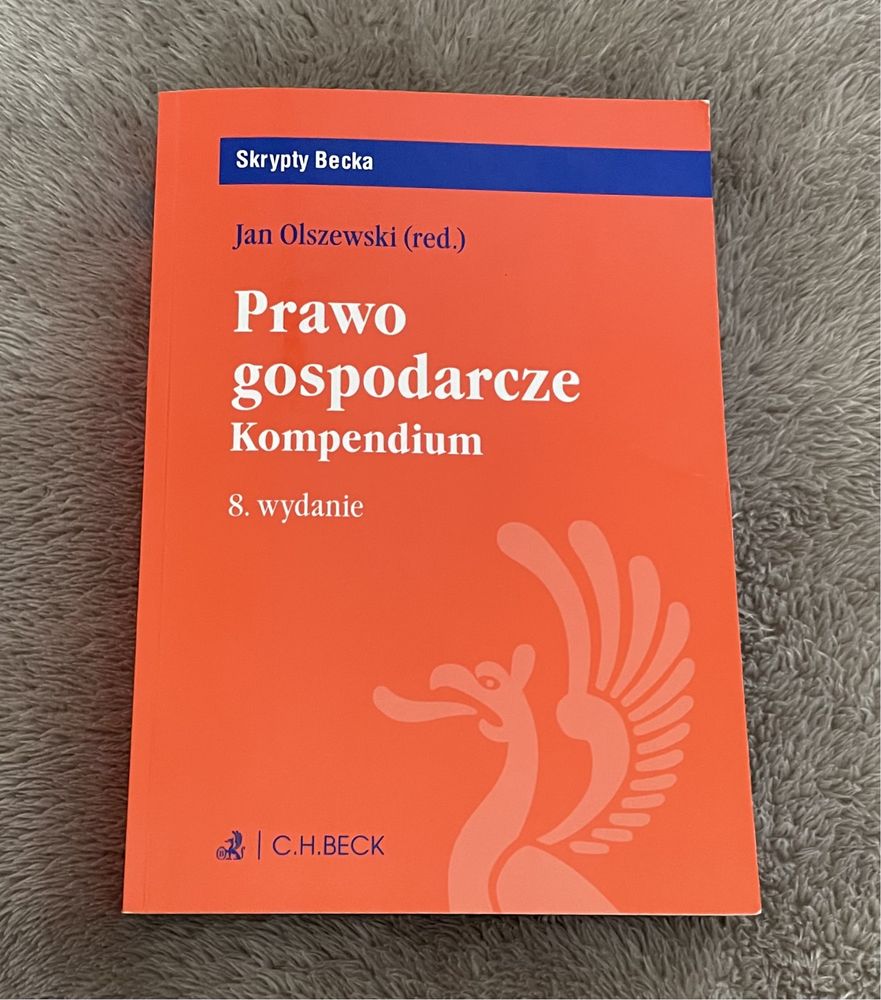 Skrypty Becka
Jan Olszewski (red.)
Prawo
gospodarcze
Kompendium
8. wydanie
C.H.BECK